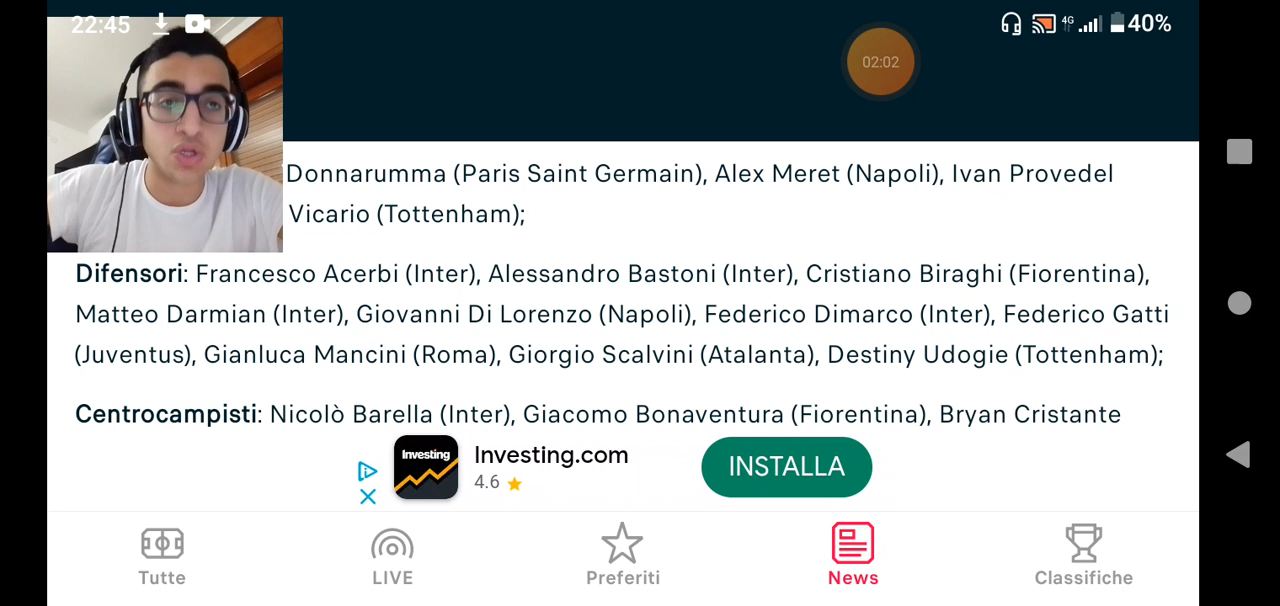 22:45
4G
40%
02:02
Donnarumma (Paris Saint Germain), Alex Meret (Napoli), Ivan Provedel
Vicario (Tottenham);
Difensori: Francesco Acerbi (Inter), Alessandro Bastoni (Inter), Cristiano Biraghi (Fiorentina),
Matteo Darmian (Inter), Giovanni Di Lorenzo (Napoli), Federico Dimarco (Inter), Federico Gatti
(Juventus), Gianluca Mancini (Roma), Giorgio Scalvini (Atalanta), Destiny Udogie (Tottenham);
Centrocampisti: Nicolò Barella (Inter), Giacomo Bonaventura (Fiorentina), Bryan Cristante
Investing
Investing.com
4.6
INSTALLA
Tutte
LIVE
Preferiti
News
Classifiche